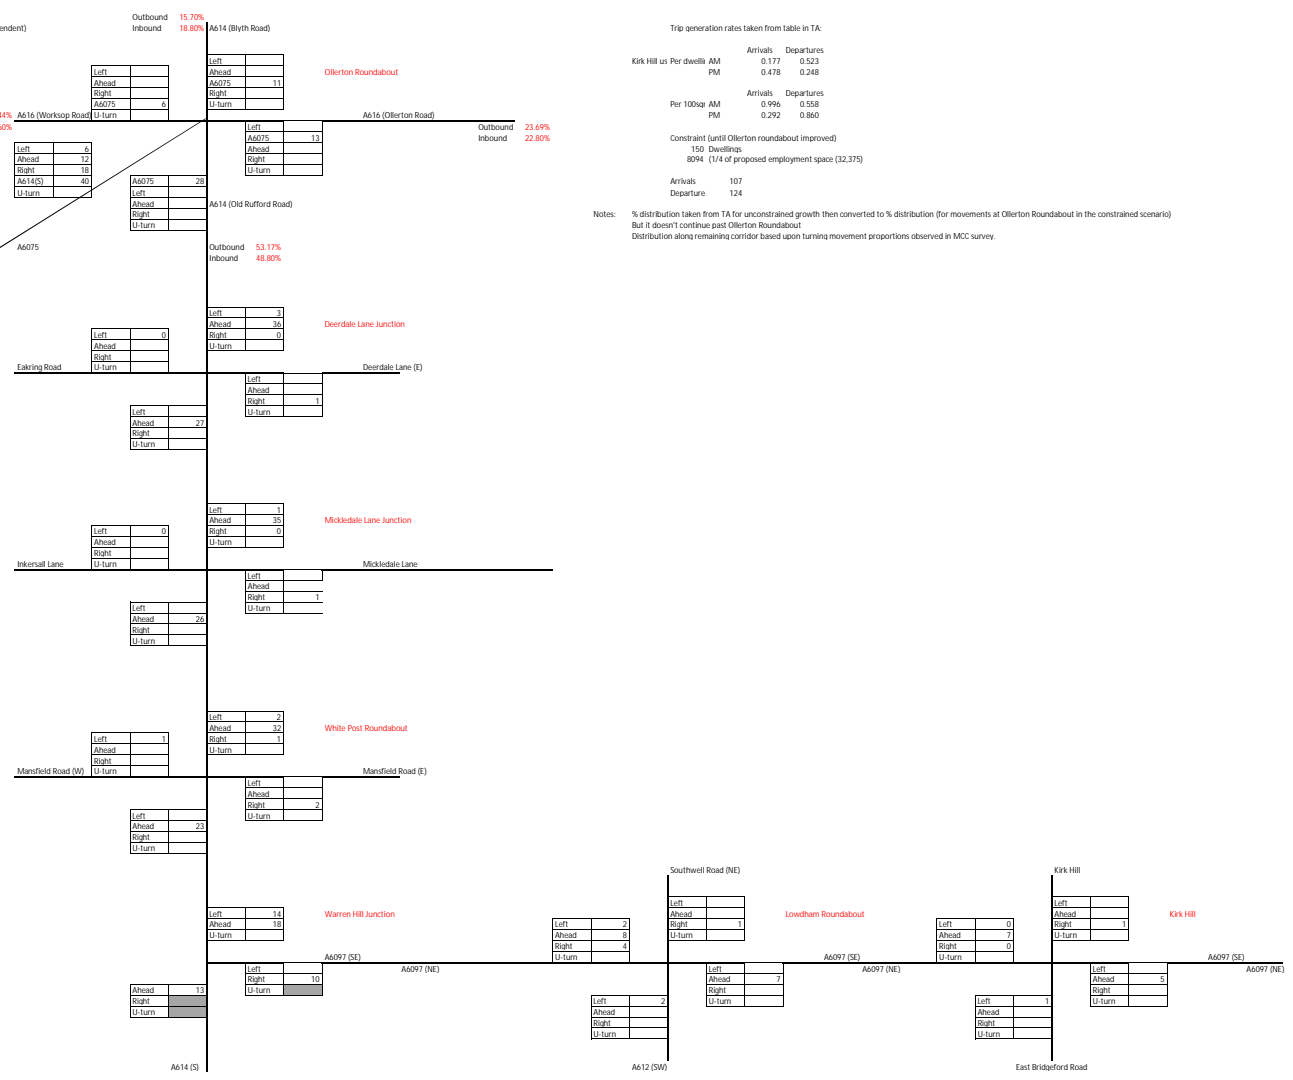 Outbound 15.70%
endent) Inbound 18.80% A614 (Blyth Road) Trip generation rates taken from table in TA:
Arrivals Departures
Left Kirk Hill us Per dwelli AM 0.177 0.523
Left Ahead Ollerton Roundabout PM 0.478 0.248
Ahead A6075 11
Right Right Arrivals Departures
A6075 6 U-turn Per 100sqr AM 0.996 0.558
44% A616 (Worksop Road) U-turn A616 (Ollerton Road) PM 0.292 0.860
60% Left Outbound 23.69%
A6075 13 Inbound 22.80% Constraint (until Ollerton roundabout improved)
Left 6 Ahead 150 Dwellings
Ahead 12 Right 8094 (1/4 of proposed employment space (32,375)
Right 18 U-turn
A614(S) 40 A6075 28 Arrivals 107
U-turn Left Departure 124
Ahead A614 (Old Rufford Road)
Right Notes: % distribution taken from TA for unconstrained growth then converted to % distribution (for movements at Ollerton Roundabout in the constrained scenario)
U-turn But it doesn't continue past Ollerton Roundabout
Distribution along remaining corridor based upon turning movement proportions observed in MCC survey.
A6075 Outbound 53.17%
Inbound 48.80%
Left 3
Ahead 36 Deerdale Lane Junction
Left 0 Right 0
Ahead U-turn
Right
Eakring Road U-turn Deerdale Lane (E)
Left
Ahead
Right 1
Left U-turn
Ahead 27
Right
U-turn
Left 1
Ahead 35 Mickledale Lane Junction
Left 0 Right 0
Ahead U-turn
Right
Inkersall Lane U-turn Mickledale Lane
Left
Ahead
Right 1
Left U-turn
Ahead 26
Right
U-turn
Left 2
Ahead 32 White Post Roundabout
Left 1 Right 1
Ahead U-turn
Right
Mansfield Road (W) U-turn Mansfield Road (E)
Left
Ahead
Right 2
Left U-turn
Ahead 23
Right
U-turn
Southwell Road (NE) Kirk Hill
Left Left
Left 14 Warren Hill Junction Ahead Lowdham Roundabout Ahead Kirk Hill
Ahead 18 Left 2 Right 1 Left 0 Right 1
U-turn Ahead 8 U-turn Ahead 7 U-turn
Right 4 Right 0
A6097 (SE) U-turn A6097 (SE) U-turn A6097 (SE)
Left A6097 (NE) Left A6097 (NE) Left A6097 (NE)
Right 10 Ahead 7 Ahead 5
Ahead 13 U-turn Right Right
Right Left 2 U-turn Left 1 U-turn
U-turn Ahead Ahead
Right Right
U-turn U-turn
A614 (S) A612 (SW) East Bridgeford Road